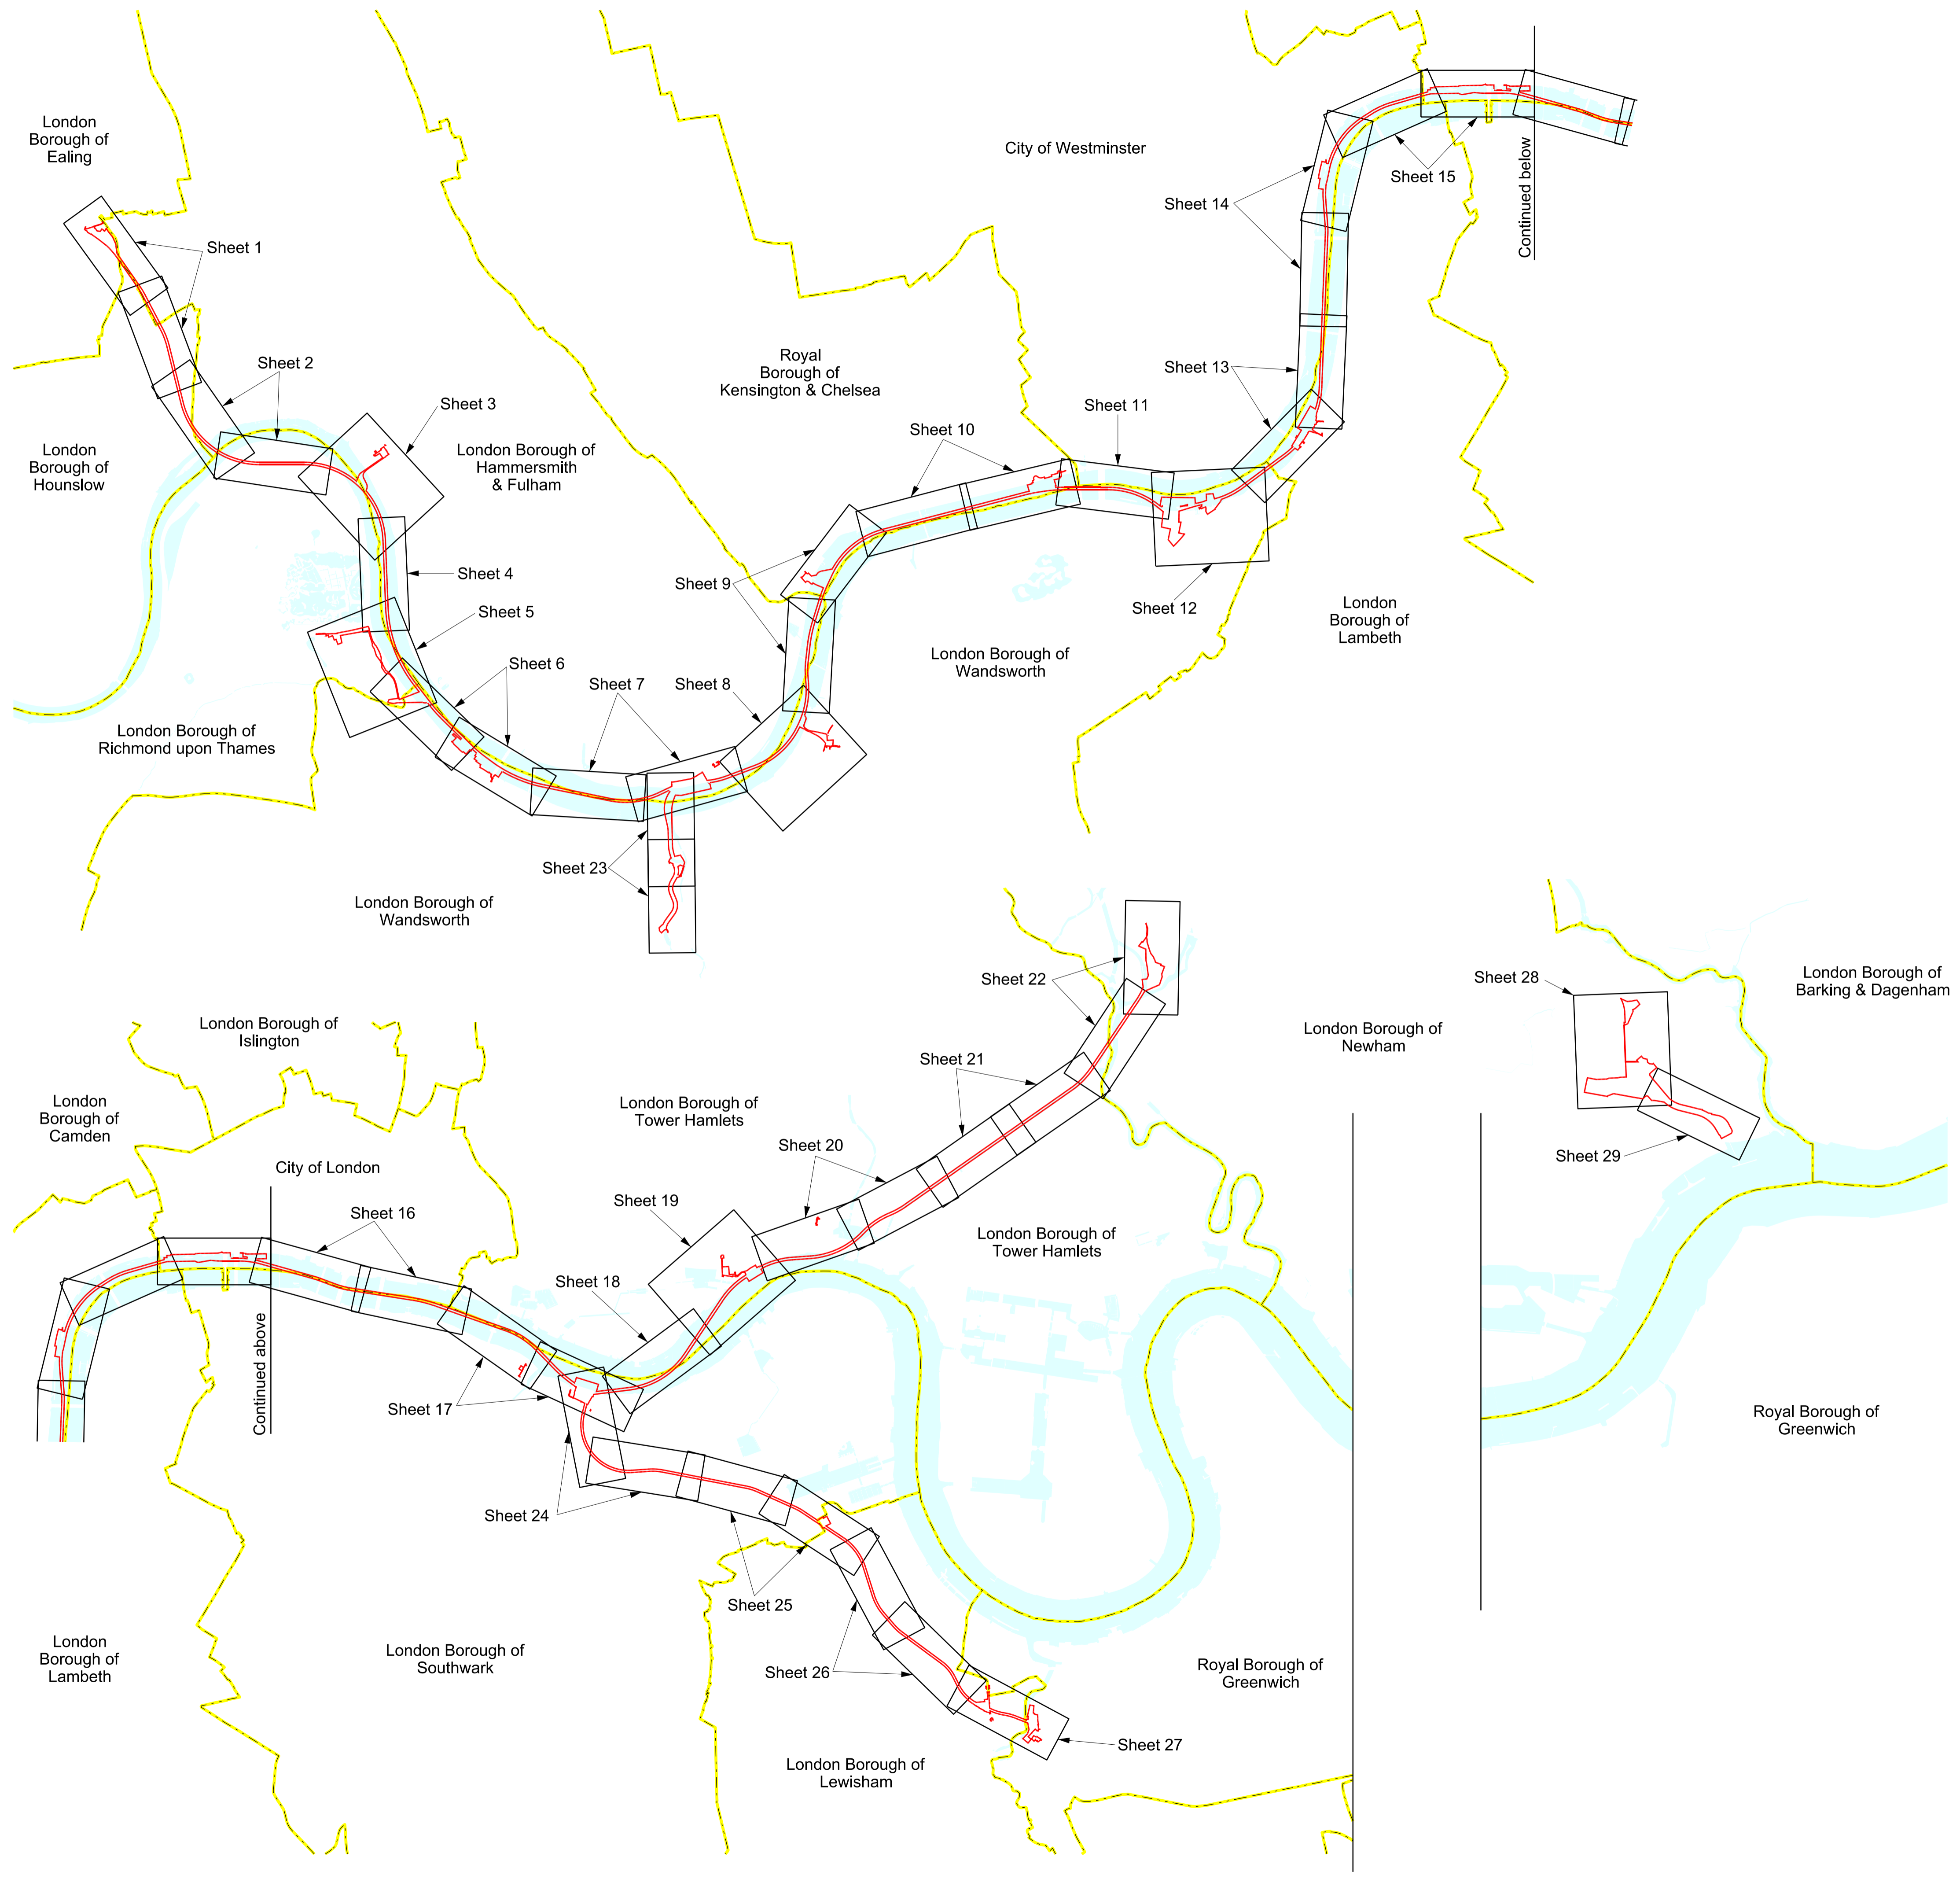 London
Borough of
Ealing
City of Westminster
Sheet 15
Continued below
Sheet 14
Sheet 1
Royal
Borough of
Kensington & Chelsea
Sheet 2
Sheet 13
Sheet 3
Sheet 11
London
Borough of
Hounslow
London Borough of
Hammersmith
& Fulham
Sheet 10
Sheet 4
Sheet 9
Sheet 5
Sheet 12
London
Borough of
Lambeth
Sheet 6
London Borough of
Wandsworth
Sheet 7
Sheet 8
London Borough of
Richmond upon Thames
Sheet 23
London Borough of
Wandsworth
Sheet 22
Sheet 28
London Borough of
Barking & Dagenham
London Borough of
Islington
London Borough of
Newham
Sheet 21
London
Borough of
Camden
London Borough of
Tower Hamlets
Sheet 20
Sheet 29
City of London
Sheet 19
Sheet 16
London Borough of
Tower Hamlets
Sheet 18
Continued above
Sheet 17
Royal Borough of
Greenwich
Sheet 24
Sheet 25
London
Borough of
Lambeth
London Borough of
Southwark
Sheet 26
Royal Borough of
Greenwich
Sheet 27
London Borough of
Lewisham